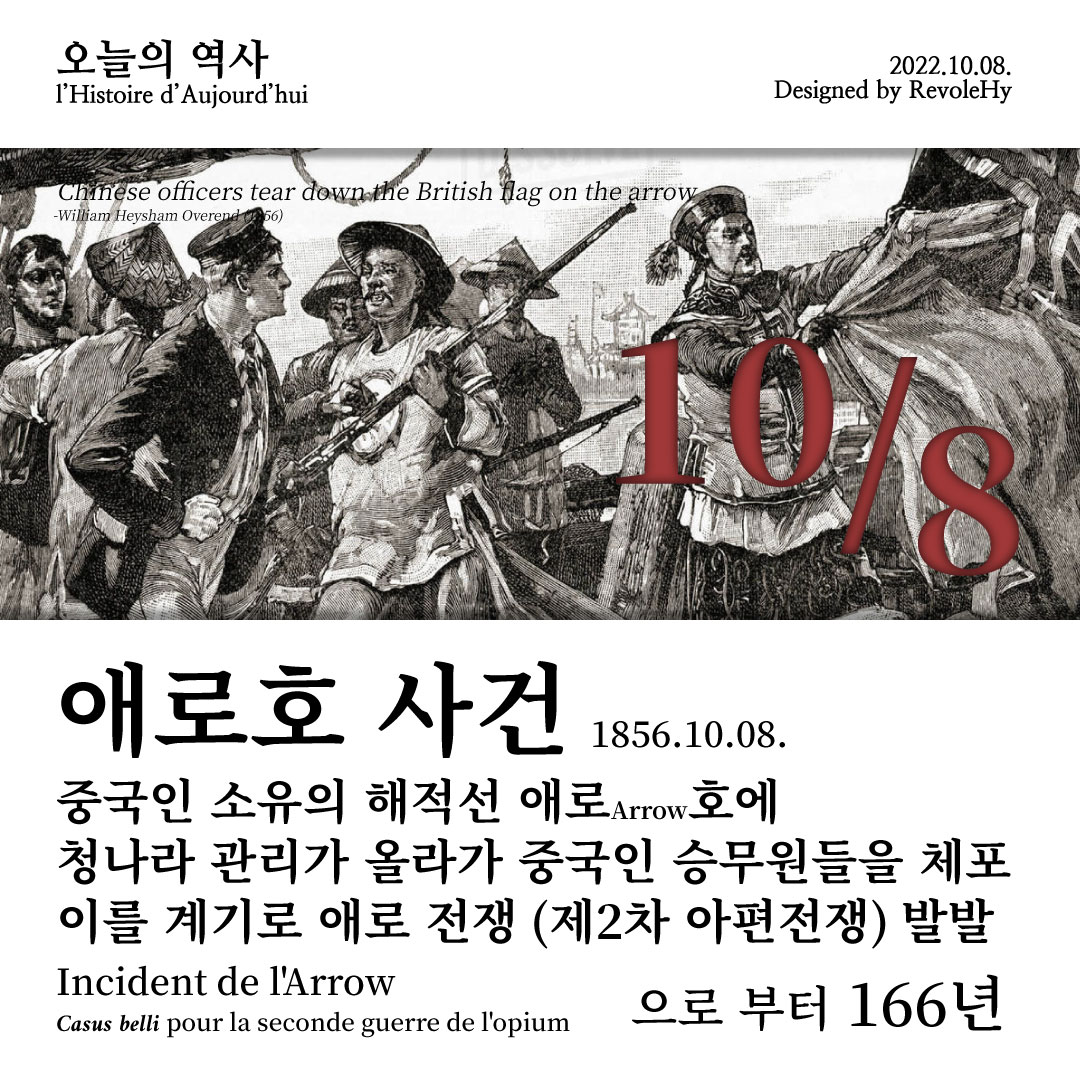 오늘의 역사
l'Histoire d'Aujourd'hui
2022.10.08.
Designed by RevoleHy
Chinese officers tear down the British flag on the arrow
-William Heysham Overend
10/8
애로호 사건 1856.10.08.
중국인 소유의 해적선 애로Arrow호에
청나라 관리가 올라가 중국인 승무원들을 체포
이를 계기로 애로 전쟁 (제2차 아편전쟁) 발발
Incident de l'Arrow
Casus belli pour la seconde guerre de l'opium
으로 부터 166년